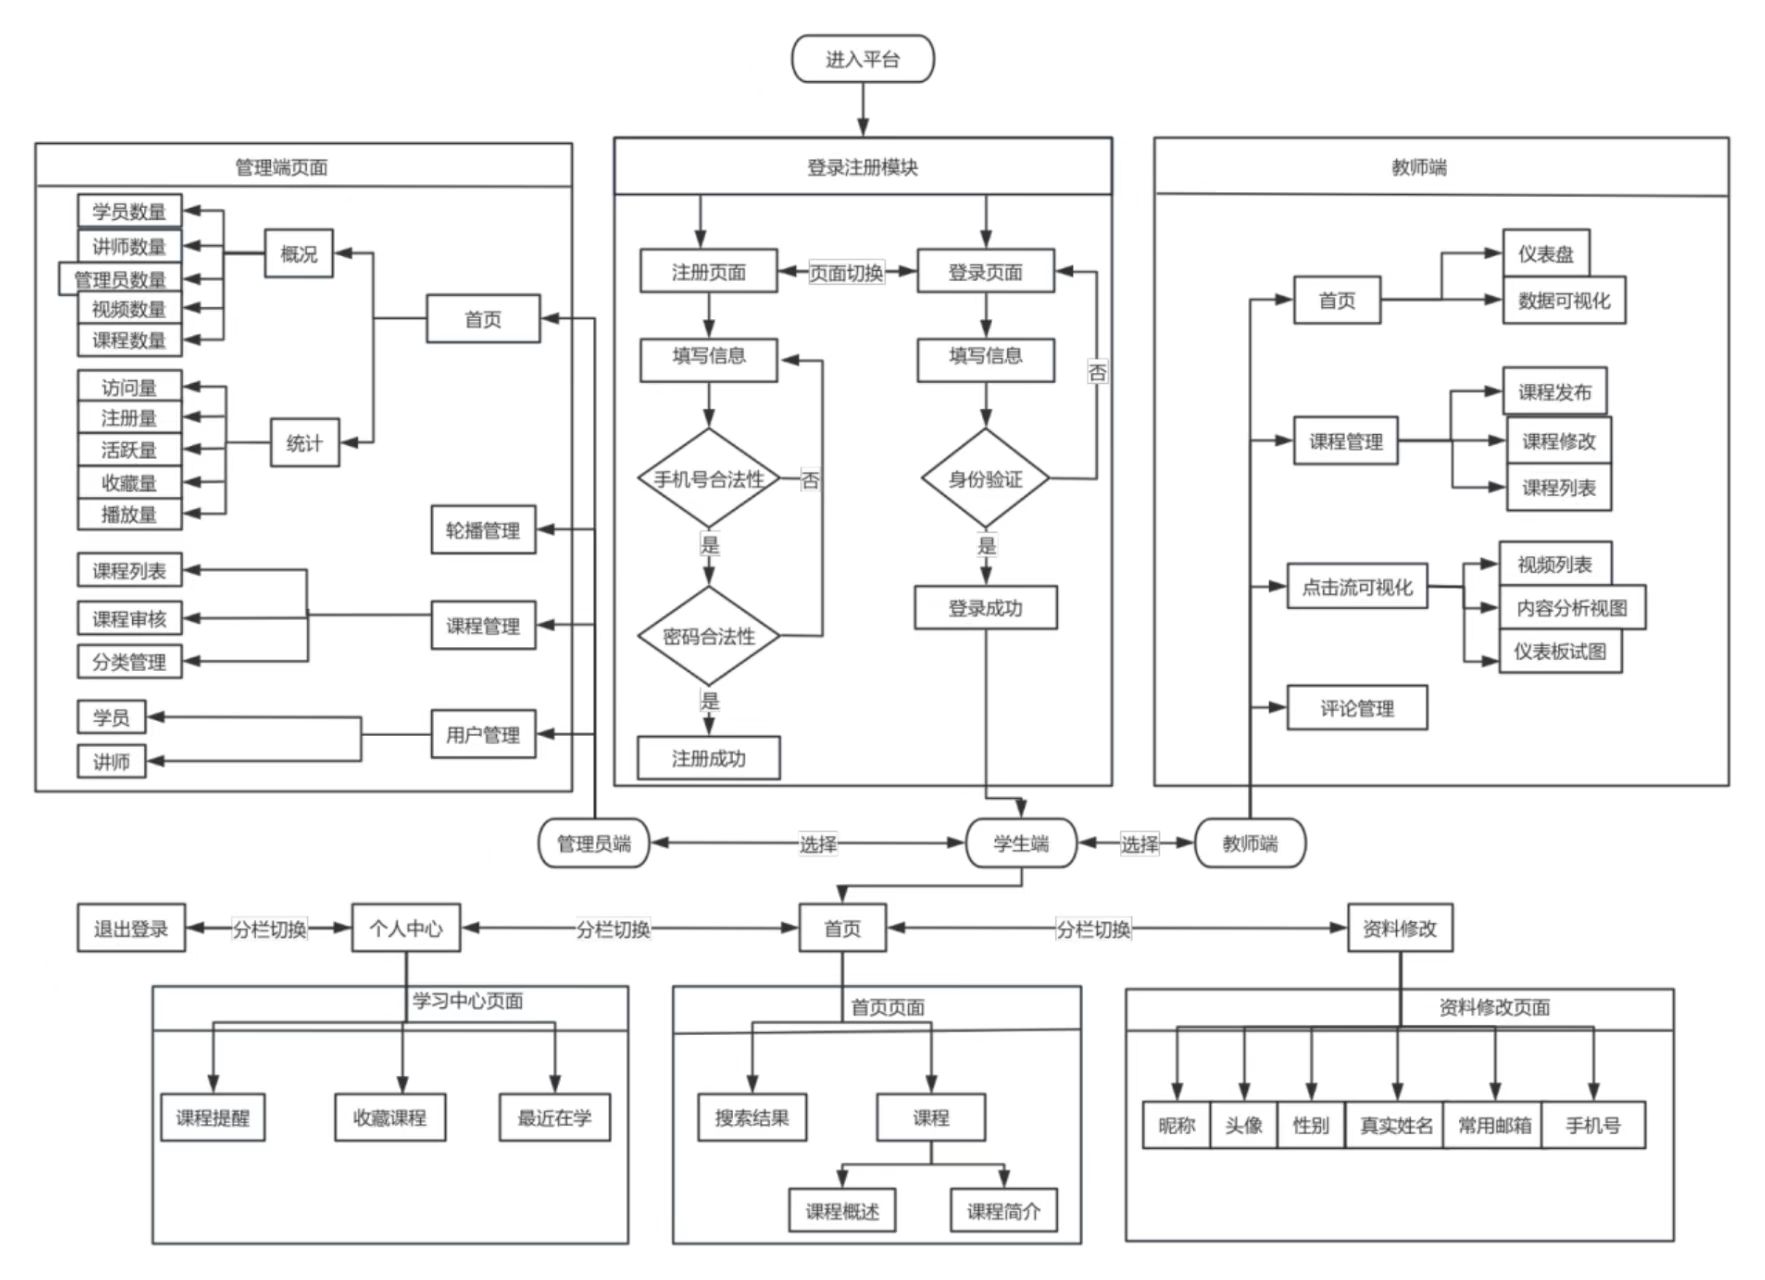 进入平台
管理端页面
学员数量
讲师数量
管理员数量
视频数量
课程数量
概况
首页
访问量
注册量
活跃量
收藏量
播放量
统计
轮播管理
课程列表
课程审核
分类管理
课程管理
学员
讲师
用户管理
登录注册模块
注册页面
页面切换
登录页面
填写信息
填写信息
否
手机号合法性
否
身份验证
是
是
密码合法性
登录成功
是
注册成功
教师端
首页
仪表盘
数据可视化
课程管理
课程发布
课程修改
课程列表
点击流可视化
视频列表
内容分析视图
仪表板试图
评论管理
管理员端
选择
学生端
选择
教师端
退出登录
分栏切换
个人中心
分栏切换
首页
分栏切换
资料修改
学习中心页面
课程提醒
收藏课程
最近在学
首页页面
搜索结果
课程
课程概述
课程简介
资料修改页面
昵称
头像
性别
真实姓名
常用邮箱
手机号